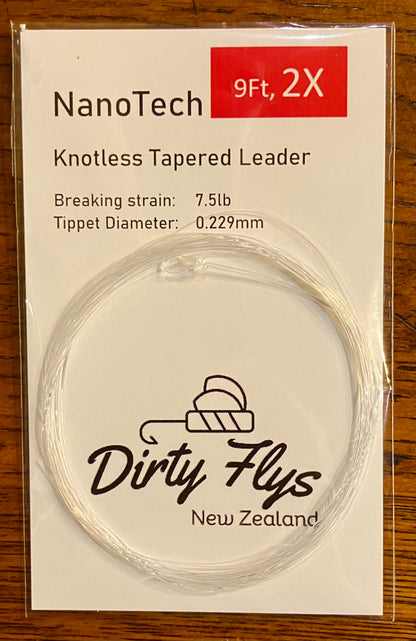 9Ft, 2X
NanoTech
Knotless Tapered Leader
Breaking strain: 7.5lb
Tippet Diameter: 0.229mm
Dirty Flys
New Zealand